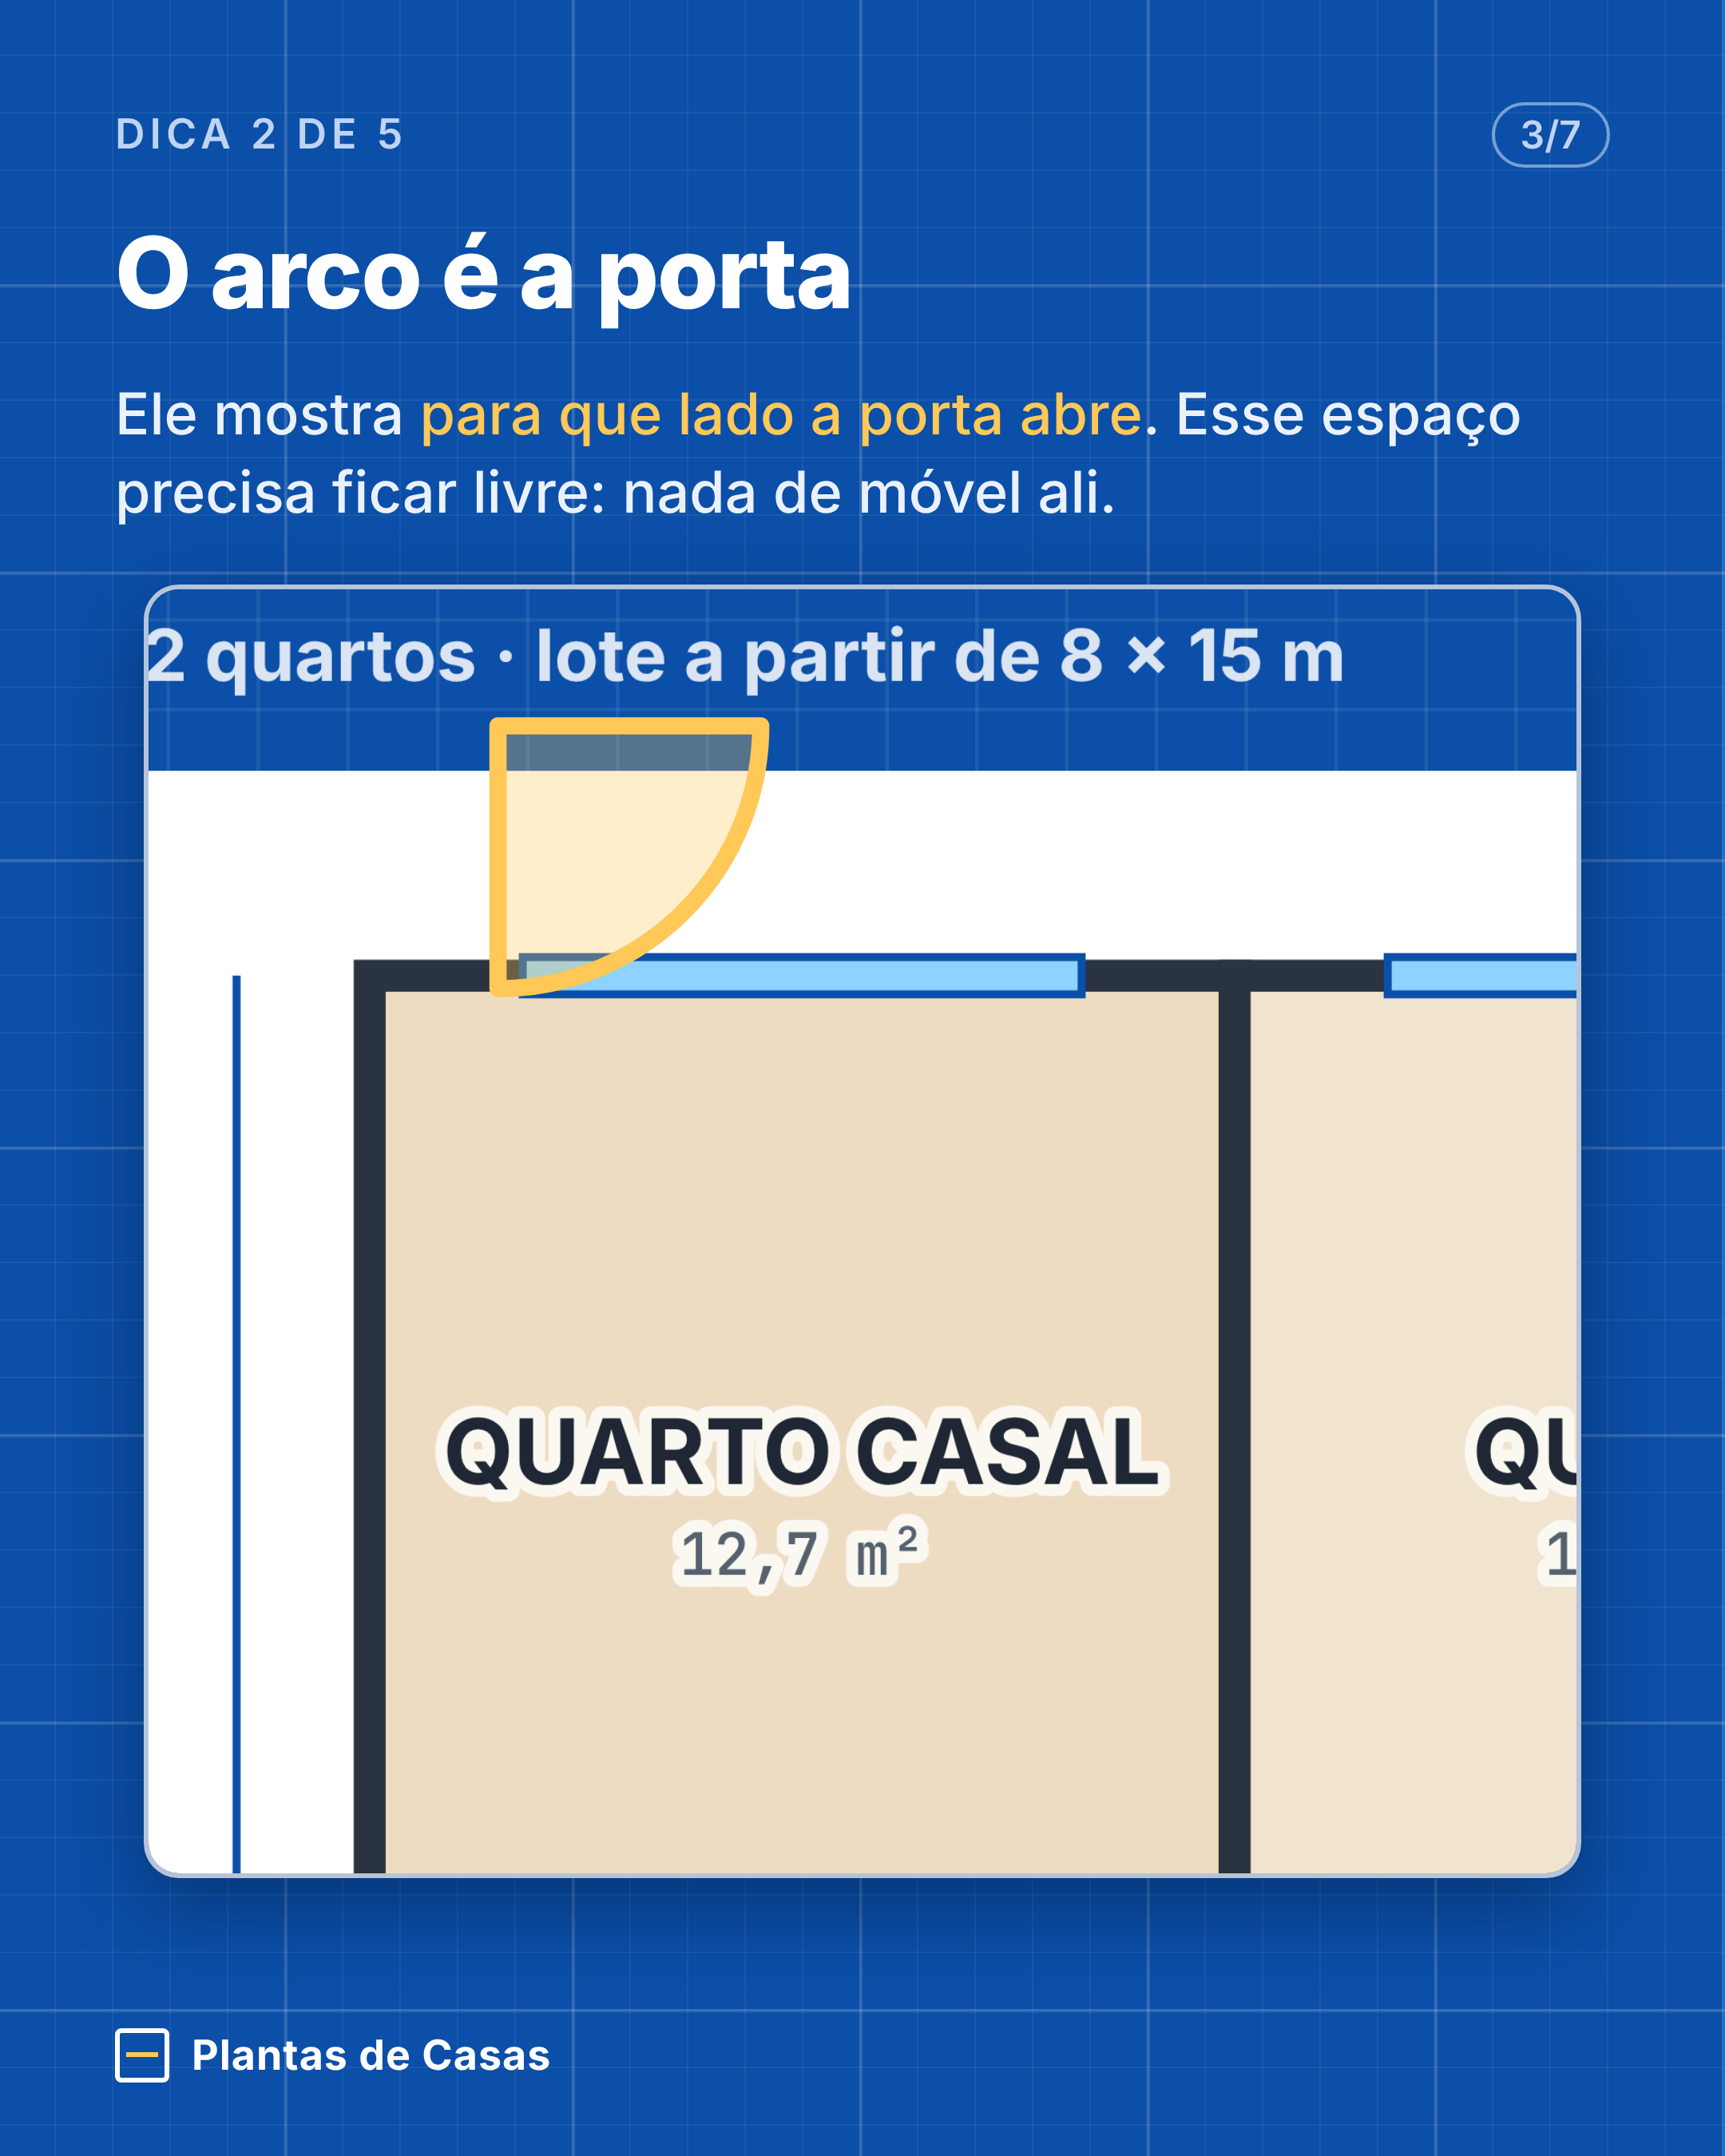 DICA 2 DE 5
3/7
O arco é a porta
Ele mostra para que lado a porta abre. Esse espaço
precisa ficar livre: nada de móvel ali.
2 quartos · lote a partir de 8 × 15 m
QUARTO CASAL
QU
12,7 m²
1
Plantas de Casas